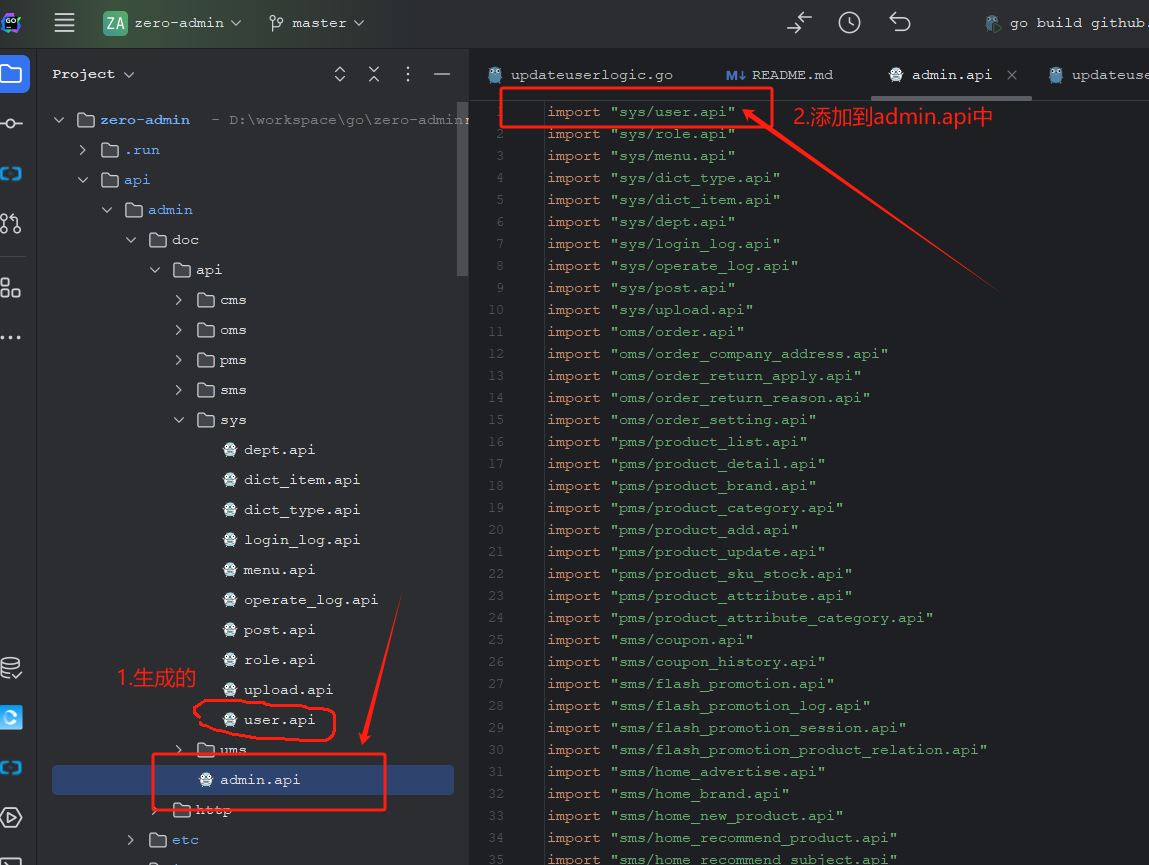 GO
ZA zero-admin master go build github.
Project updateuserlogic.go M↓ README.md admin.api updateuse
zero-admin - D:\workspace\go\zero-admin
.run
api
admin
doc
api
cms
oms
pms
sms
sys
dept.api
dict_item.api
dict_type.api
login_log.api
menu.api
operate_log.api
post.api
role.api
upload.api
user.api
ums
admin.api
http
etc
1.生成的
2.添加到admin.api中
1 import "sys/user.api"
2 import "sys/role.api"
3 import "sys/menu.api"
4 import "sys/dict_type.api"
5 import "sys/dict_item.api"
6 import "sys/dept.api"
7 import "sys/login_log.api"
8 import "sys/operate_log.api"
9 import "sys/post.api"
10 import "sys/upload.api"
11 import "oms/order.api"
12 import "oms/order_company_address.api"
13 import "oms/order_return_apply.api"
14 import "oms/order_return_reason.api"
15 import "oms/order_setting.api"
16 import "pms/product_list.api"
17 import "pms/product_detail.api"
18 import "pms/product_brand.api"
19 import "pms/product_category.api"
20 import "pms/product_add.api"
21 import "pms/product_update.api"
22 import "pms/product_sku_stock.api"
23 import "pms/product_attribute.api"
24 import "pms/product_attribute_category.api"
25 import "sms/coupon.api"
26 import "sms/coupon_history.api"
27 import "sms/flash_promotion.api"
28 import "sms/flash_promotion_log.api"
29 import "sms/flash_promotion_session.api"
30 import "sms/flash_promotion_product_relation.api"
31 import "sms/home_advertise.api"
32 import "sms/home_brand.api"
33 import "sms/home_new_product.api"
34 import "sms/home_recommend_product.api"
35 import "sms/home_recommend_subject.api"